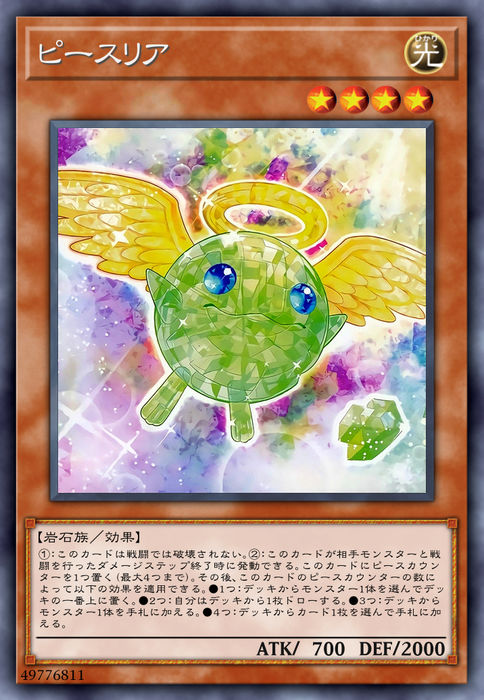 ピースリア
ひかり
光
【岩石族／効果】
①:このカードは戦闘では破壊されない。②:このカードが相手モンスターと戦
闘を行ったダメージステップ終了時に発動できる。このカードにピースカウン
ターを1つ置く(最大4つまで)。その後、このカードのピースカウンターの数に
よって以下の効果を適用できる。●1つ:デッキからモンスター1体を選んでデッ
キの一番上に置く。●2つ:自分はデッキから1枚ドローする。●3つ:デッキから
モンスター1体を手札に加える。●4つ:デッキからカード1枚を選んで手札に加
える。
ATK/ 700 DEF/2000
49776811